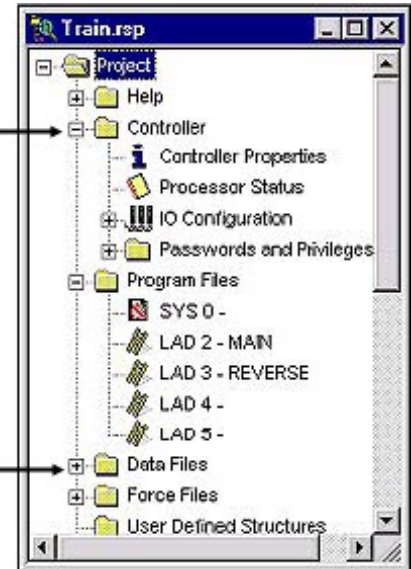 Train.rsp
Project
Help
Controller
Controller Properties
Processor Status
IO Configuration
Passwords and Privileges
Program Files
SYS 0 -
LAD 2 - MAIN
LAD 3 - REVERSE
LAD 4 -
LAD 5 -
Data Files
Force Files
User Defined Structures